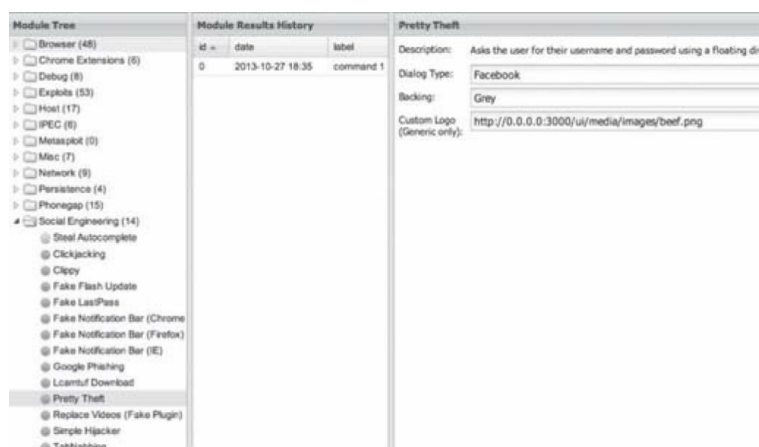 Module Tree
Browser (48)
Chrome Extensions (6)
Debug (8)
Exploits (53)
Host (17)
IPEC (6)
Metasploit (0)
Misc (7)
Network (9)
Persistence (4)
Phonegap (15)
Social Engineering (14)
Steal Autocomplete
Clickjacking
Clippy
Fake Flash Update
Fake LastPass
Fake Notification Bar (Chrome
Fake Notification Bar (Firefox)
Fake Notification Bar (IE)
Google Phishing
Lcamtuf Download
Pretty Theft
Replace Videos (Fake Plugin)
Simple Hijacker
TabNabbing
Module Results History
id date label
0 2013-10-27 18:35 command 1
Pretty Theft
Description: Asks the user for their username and password using a floating di
Dialog Type: Facebook
Backing: Grey
Custom Logo (Generic only): http://0.0.0.0:3000/ui/media/images/beef.png